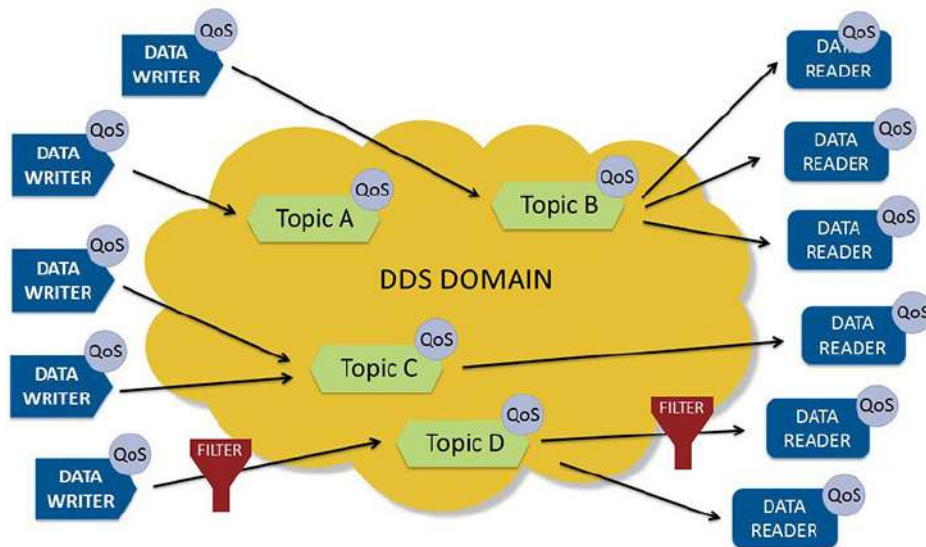 QoS
DATA
WRITER
QoS
DATA
READER
QoS
DATA
WRITER
QoS
DATA
READER
QoS
Topic A
QoS
Topic B
QoS
DATA
READER
QoS
DATA
WRITER
DDS DOMAIN
QoS
DATA
READER
QoS
DATA
WRITER
QoS
Topic C
QoS
DATA
WRITER
FILTER
QoS
Topic D
FILTER
QoS
DATA
READER
QoS
DATA
READER